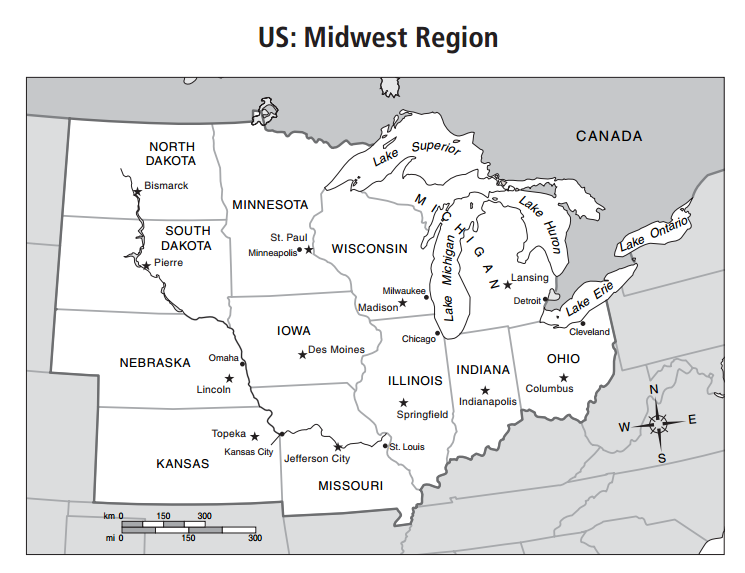 US: Midwest Region
CANADA
NORTH
DAKOTA
Bismarck
Lake Superior
MINNESOTA
MICHIGAN
Lake Huron
SOUTH
DAKOTA
Pierre
St. Paul
Minneapolis
WISCONSIN
Lake Michigan
Lake Ontario
Lansing
Milwaukee
Madison
Detroit
Lake Erie
Cleveland
IOWA
Des Moines
Chicago
NEBRASKA
Omaha
Lincoln
ILLINOIS
Springfield
INDIANA
Indianapolis
OHIO
Columbus
N
W
E
S
Topeka
Kansas City
Jefferson City
St. Louis
KANSAS
MISSOURI
km 0 150 300
mi 0 150 300